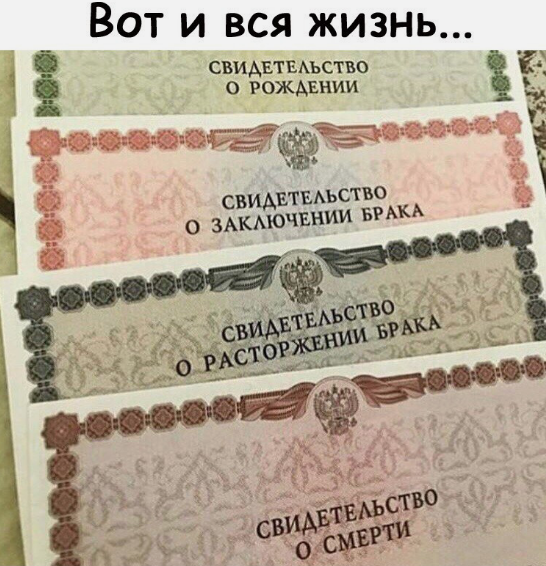 Вот и вся жизнь...
СВИДЕТЕЛЬСТВО
О РОЖДЕНИИ
СВИДЕТЕЛЬСТВО
О ЗАКЛЮЧЕНИИ БРАКА
СВИДЕТЕЛЬСТВО
О РАСТОРЖЕНИИ БРАКА
СВИДЕТЕЛЬСТВО
О СМЕРТИ